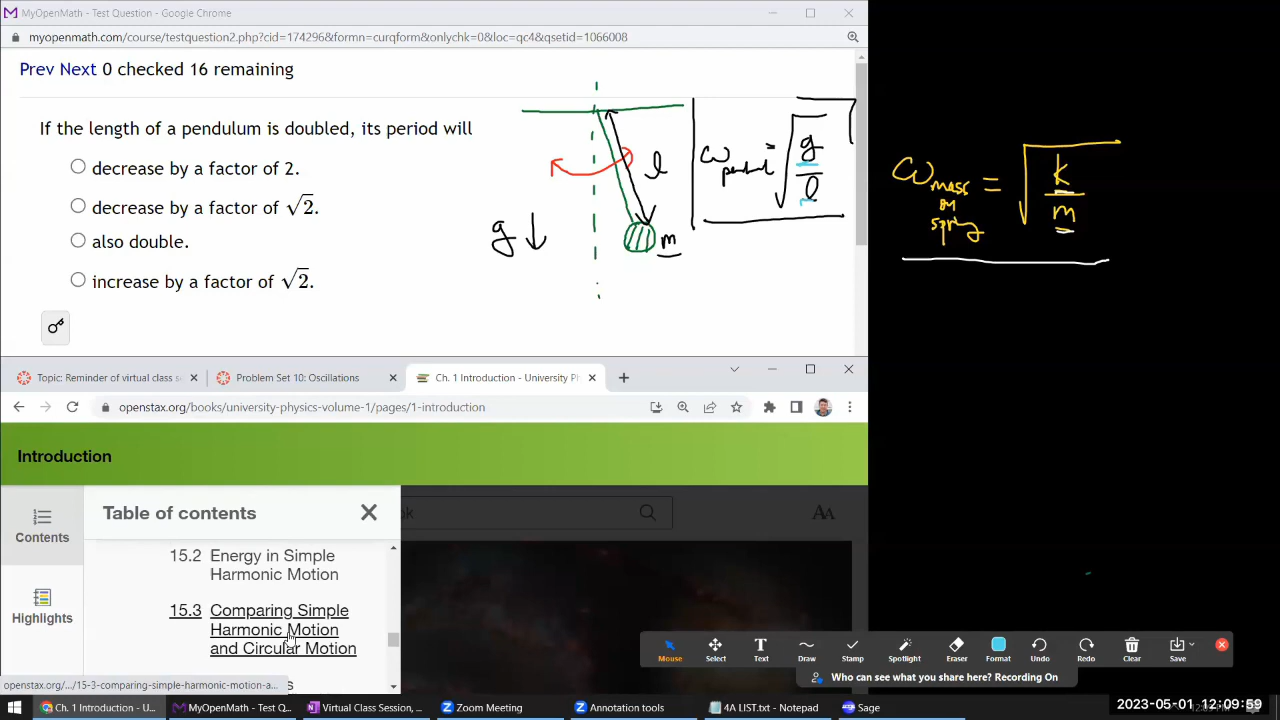 MyOpenMath - Test Question - Google Chrome
myopenmath.com/course/testquestion2.php?cid=174296&formn=curqform&onlychk=0&loc=qc4&qsetid=1066008
Prev Next 0 checked 16 remaining
If the length of a pendulum is doubled, its period will
decrease by a factor of 2.
decrease by a factor of √2.
also double.
increase by a factor of √2.
g
l
m
ω = √g/l
ω mass on spring = √k/m
Topic: Reminder of virtual class s
Problem Set 10: Oscillations
Ch. 1 Introduction - University Ph
openstax.org/books/university-physics-volume-1/pages/1-introduction
Introduction
Contents
Highlights
Table of contents
15.2 Energy in Simple
Harmonic Motion
15.3 Comparing Simple
Harmonic Motion
and Circular Motion
openstax.org/.../15-3-comparing-simple-harmonic-motion-a...
Mouse
Select
Text
Draw
Stamp
Spotlight
Eraser
Format
Undo
Redo
Clear
Save
Who can see what you share here? Recording On
Ch. 1 Introduction - U...
MyOpenMath - Test Q...
Virtual Class Session, ...
Zoom Meeting
Annotation tools
4A LIST.txt - Notepad
Sage
2023-05-01 12:09:59